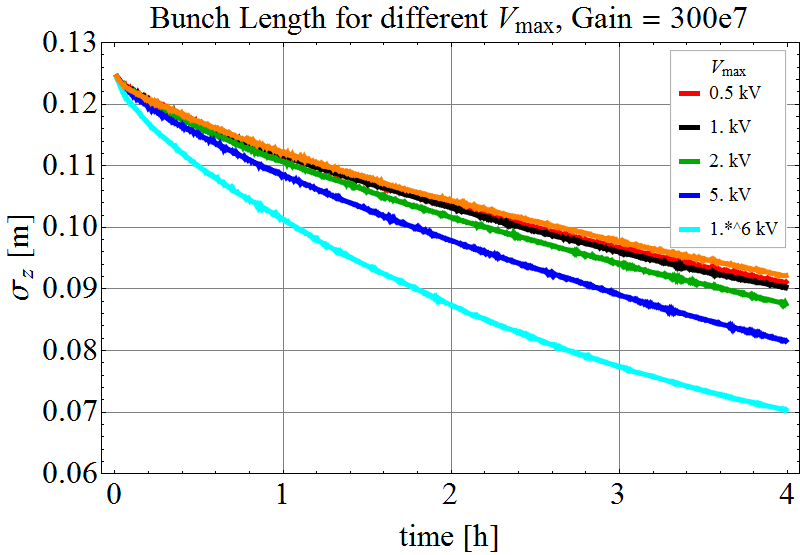 Bunch Length for different Vmax, Gain = 300e7
0.13
0.12
0.11
0.10
0.09
0.08
0.07
0.06
σz [m]
Vmax
0.5 kV
1. kV
2. kV
5. kV
1.*^6 kV
0 1 2 3 4
time [h]